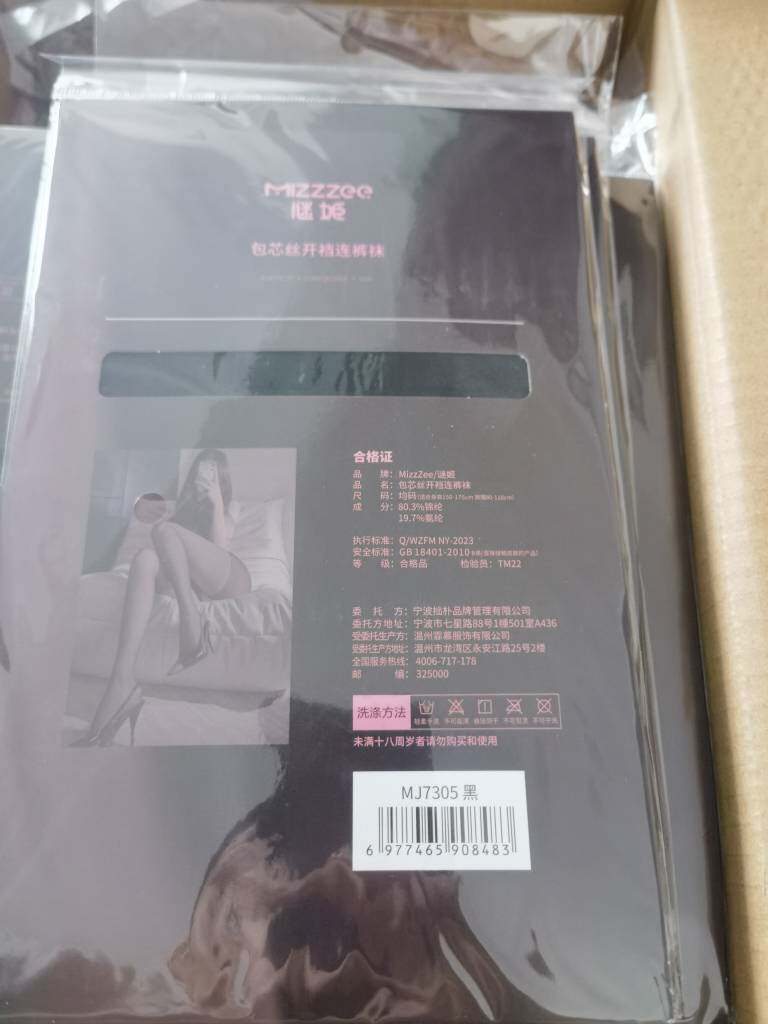 MizzZee
谜姬
包芯丝开裆连裤袜
合格证
品 牌：MizzZee/谜姬
品 名：包芯丝开裆连裤袜
尺 码：均码
成 分：80.3%锦纶
19.7%氨纶
执行标准：Q/WZFM NY-2023
安全标准：GB 18401-2010
等 级：合格品 检验员：TM22
委 托 方：宁波拙朴品牌管理有限公司
委托方地址：宁波市七星路88号1幢501室A436
受委托生产方：温州霏慕服饰有限公司
受委托生产方地址：温州市龙湾区永安江路25号2楼
全国服务热线：4006-717-178
邮 编：325000
洗涤方法
未满十八周岁者请勿购买和使用
MJ7305 黑
6 977465 908483